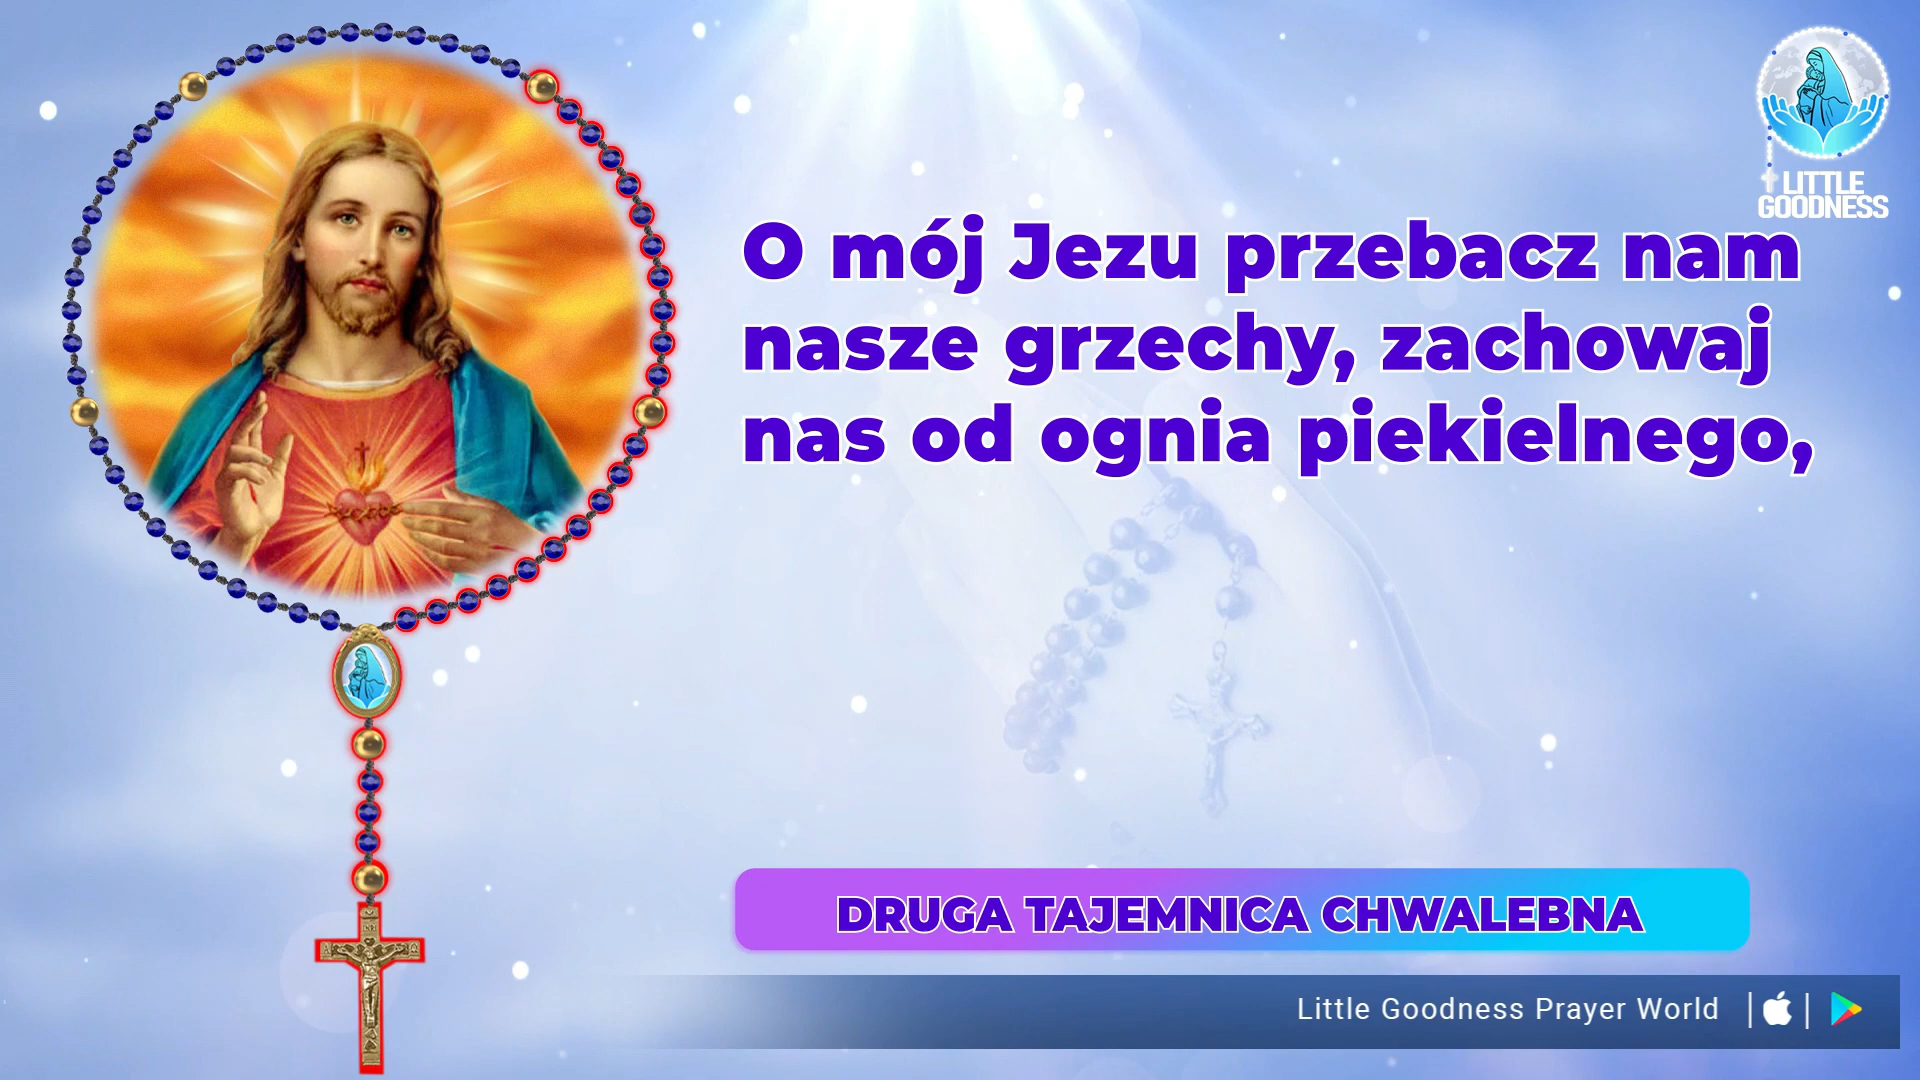 LITTLE
GOODNESS
O mój Jezu przebacz nam
nasze grzechy, zachowaj
nas od ognia piekielnego,
DRUGA TAJEMNICA CHWALEBNA
Little Goodness Prayer World